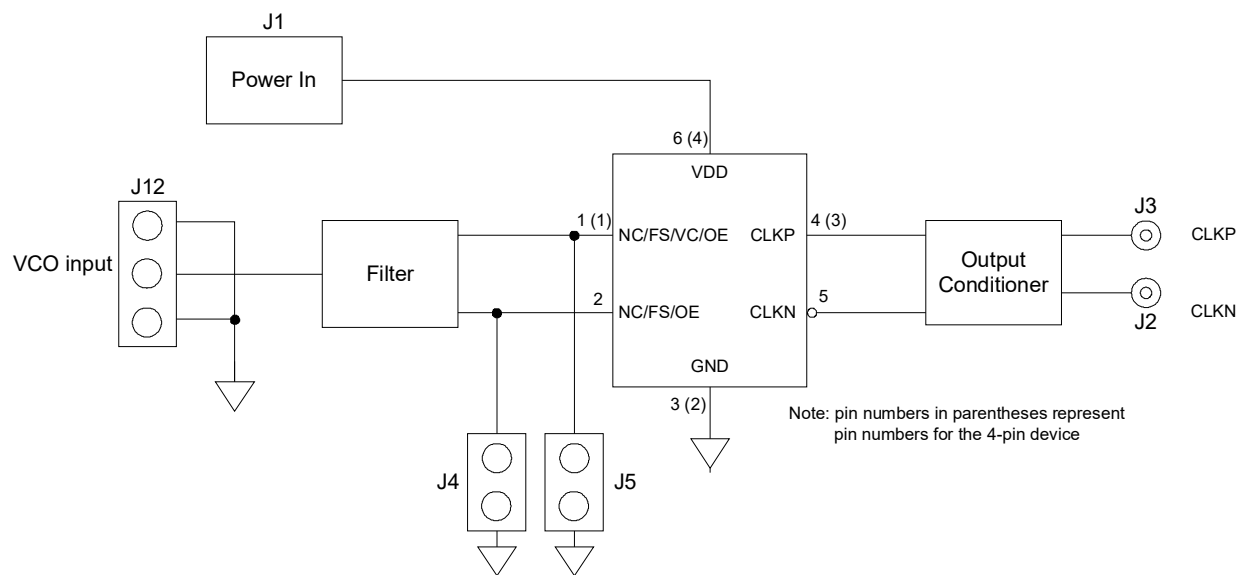 J1
Power In
6 (4)
VDD
J12
VCO input
Filter
1 (1)
NC/FS/VC/OE
CLKP
4 (3)
2
NC/FS/OE
CLKN
5
GND
3 (2)
Output
Conditioner
J3
CLKP
J2
CLKN
Note: pin numbers in parentheses represent
pin numbers for the 4-pin device
J4
J5